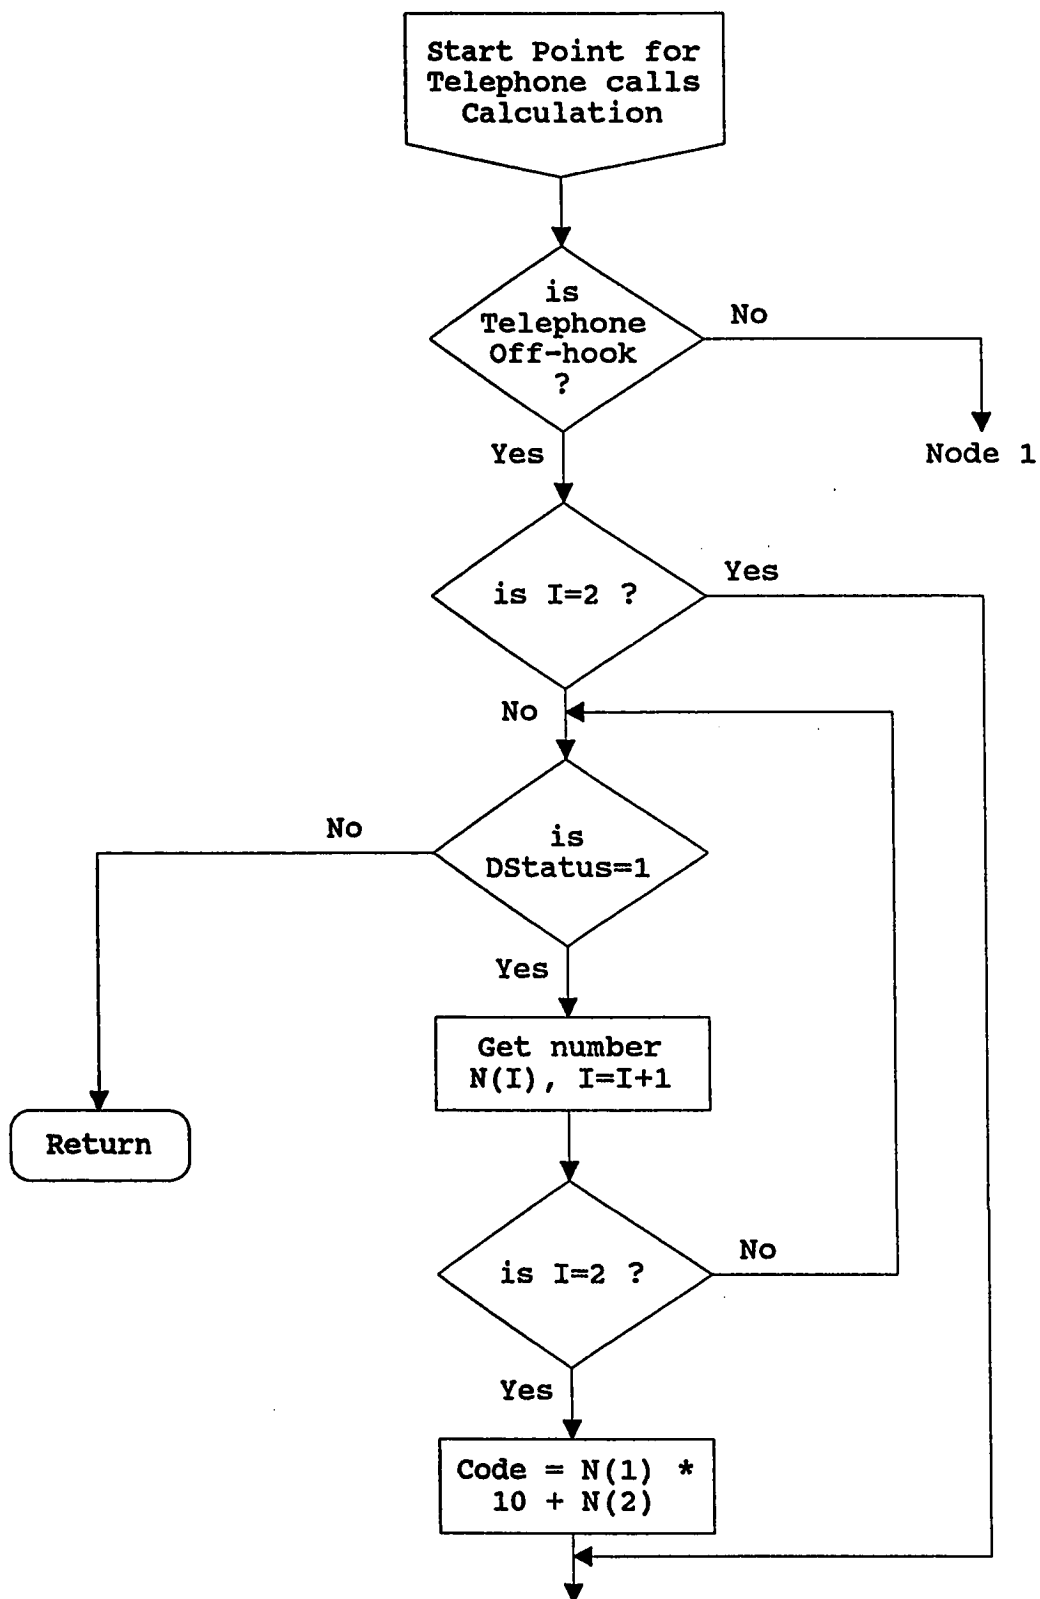 Start Point for
Telephone calls
Calculation
is
Telephone
Off-hook
?
No
Node 1
Yes
is I=2 ?
Yes
No
is
DStatus=1
No
Yes
Get number
N(I), I=I+1
Return
is I=2 ?
No
Yes
Code = N(1) *
10 + N(2)